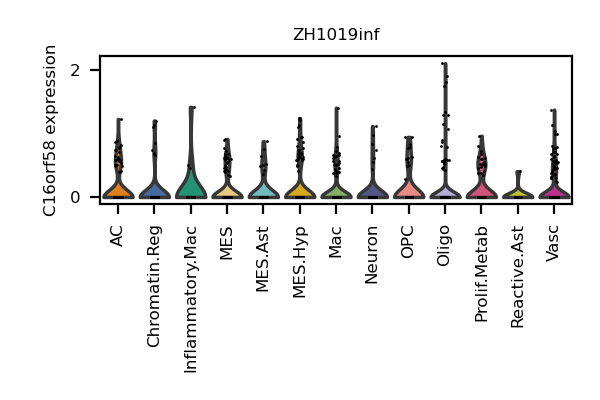 ZH1019inf
C16orf58 expression
2
0
AC
Chromatin.Reg
Inflammatory.Mac
MES
MES.Ast
MES.Hyp
Mac
Neuron
OPC
Oligo
Prolif.Metab
Reactive.Ast
Vasc